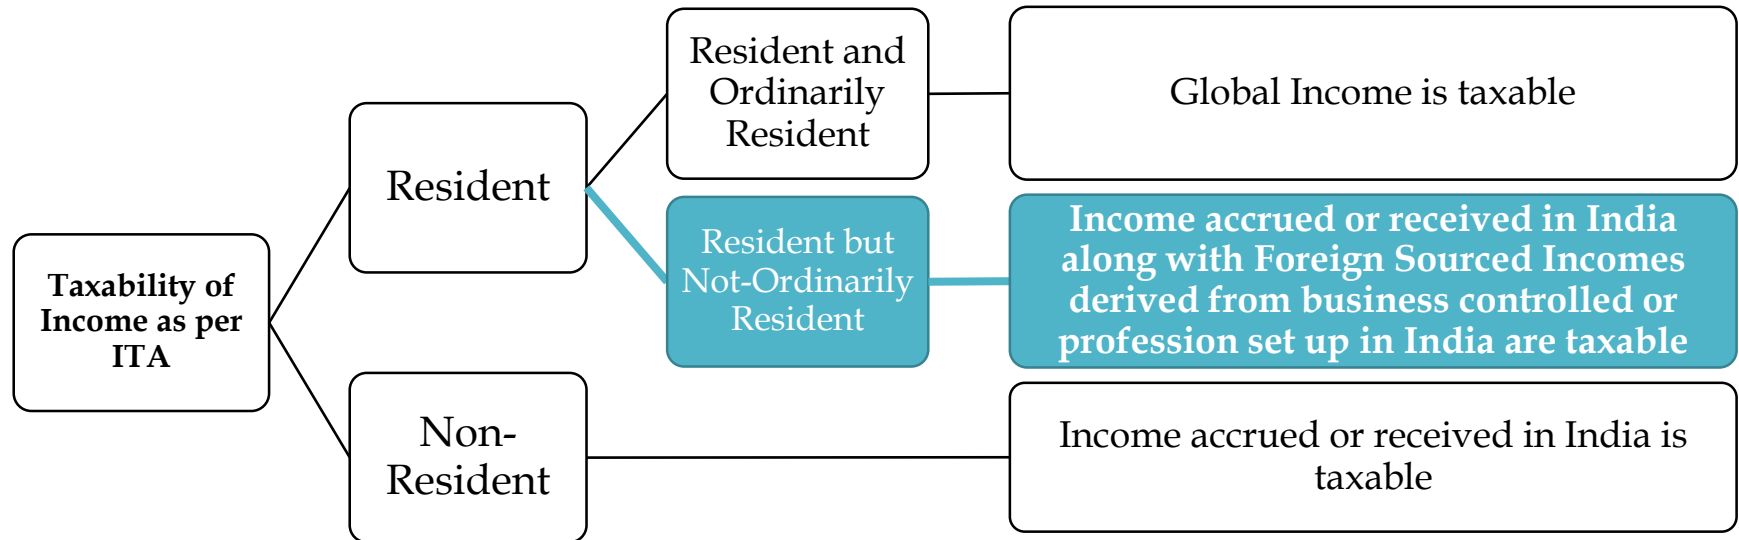 Taxability of
Income as per
ITA
Resident
Resident and
Ordinarily
Resident
Global Income is taxable
Resident but
Not-Ordinarily
Resident
Income accrued or received in India
along with Foreign Sourced Incomes
derived from business controlled or
profession set up in India are taxable
Non-
Resident
Income accrued or received in India is
taxable